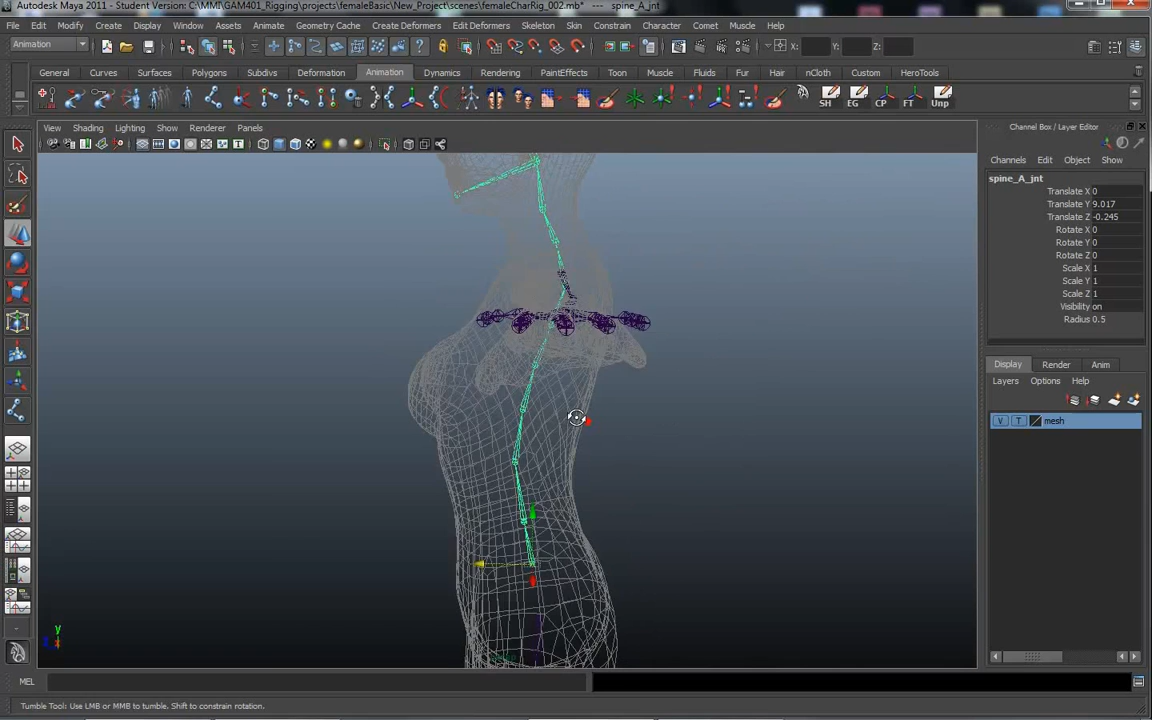 Autodesk Maya 2011 - Student Version: C:\MMI\GAM401_Rigging\projects\femaleBasic\New_Project\scenes\femaleCharRig_002.mb* --- spine_A_jnt
File Edit Modify Create Display Window Animate Geometry Cache Create Deformers Edit Deformers Skeleton Skin Constrain Character Comet Muscle Help
Animation X: Y: Z:
General Curves Surfaces Polygons Subdivs Deformation Animation Dynamics Rendering PaintEffects Toon Muscle Fluids Fur Hair nCloth Custom HeroTools
SH EG CP FT Unp
View Shading Lighting Show Renderer Panels
Channel Box / Layer Editor
Channels Edit Object Show
spine_A_jnt
Translate X 0
Translate Y 9.017
Translate Z -0.245
Rotate X 0
Rotate Y 0
Rotate Z 0
Scale X 1
Scale Y 1
Scale Z 1
Visibility on
Radius 0.5
Display Render Anim
Layers Options Help
V T mesh
y
MEL
Tumble Tool: Use LMB or MMB to tumble. Shift to constrain rotation.